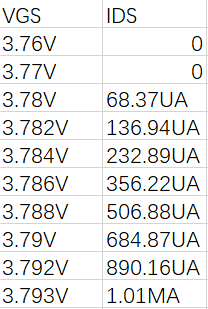 VGS IDS
3.76V 0
3.77V 0
3.78V 68.37UA
3.782V 136.94UA
3.784V 232.89UA
3.786V 356.22UA
3.788V 506.88UA
3.79V 684.87UA
3.792V 890.16UA
3.793V 1.01MA